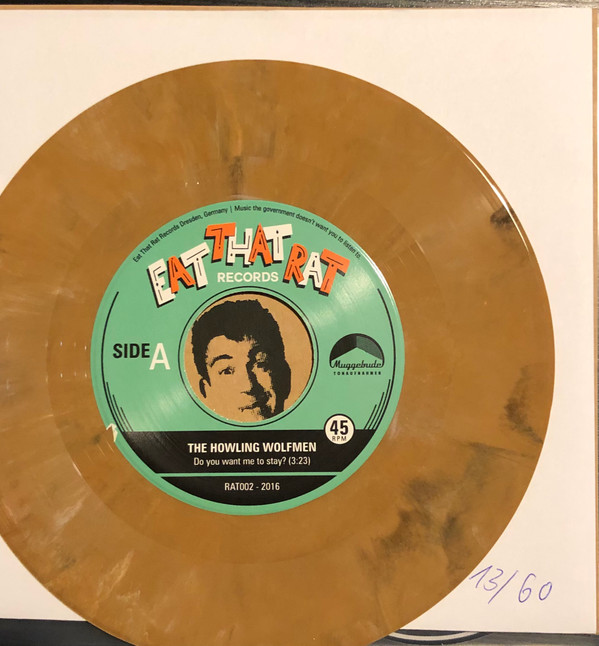 Eat That Rat Records Dresden, Germany | Music the government doesn't want you to listen to.
EAT THAT RAT
RECORDS
SIDE A
Muggebude
TONAUFNAHMEN
45
RPM
THE HOWLING WOLFMEN
Do you want me to stay? (3:23)
RAT002 - 2016
13/60